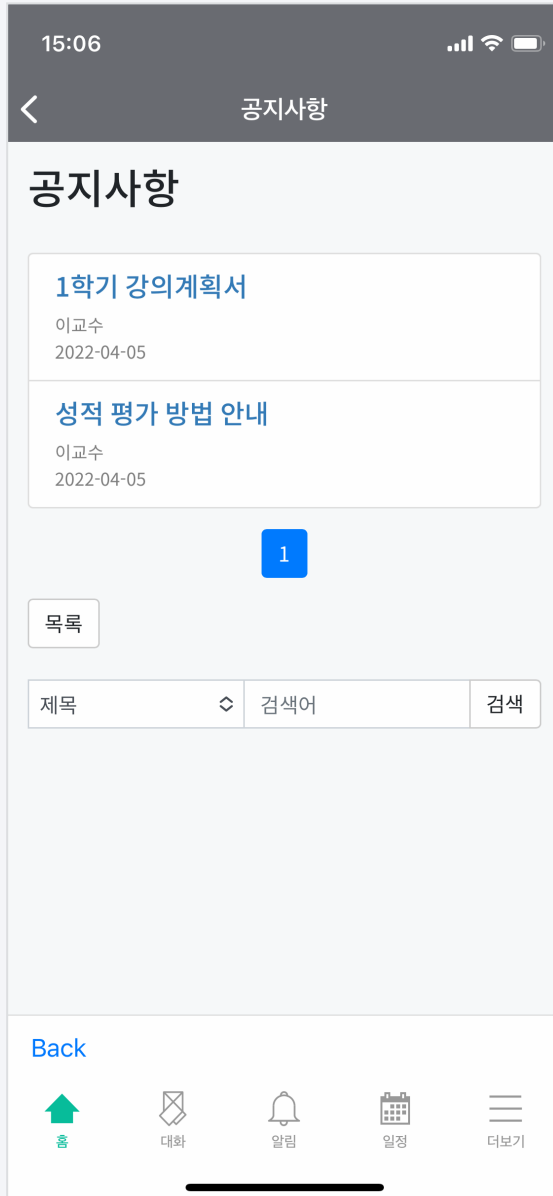 15:06
공지사항
공지사항
1학기 강의계획서
이교수
2022-04-05
성적 평가 방법 안내
이교수
2022-04-05
1
목록
제목 검색어 검색
Back
홈 대화 알림 일정 더보기